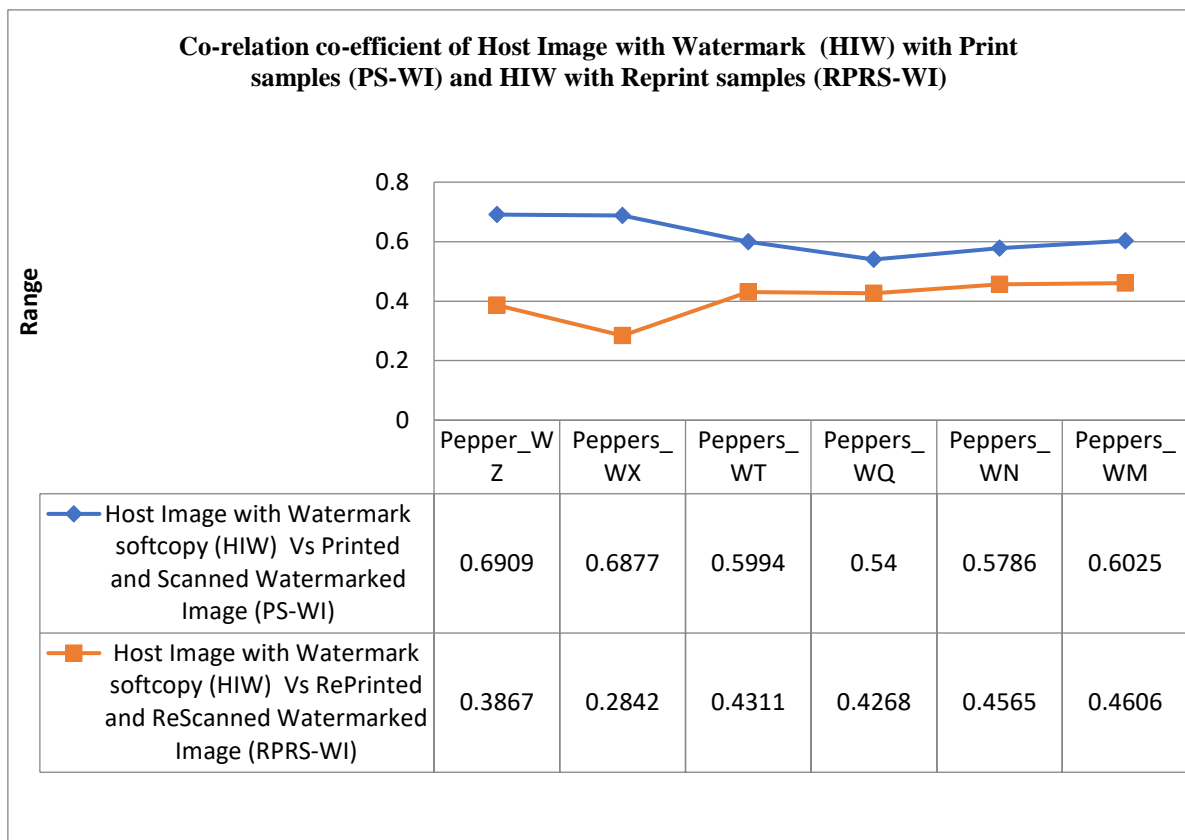 Co-relation co-efficient of Host Image with Watermark (HIW) with Print
samples (PS-WI) and HIW with Reprint samples (RPRS-WI)
Range
0.8
0.6
0.4
0.2
0
Pepper_W
Z
Peppers_
WX
Peppers_
WT
Peppers_
WQ
Peppers_
WN
Peppers_
WM
Host Image with Watermark
softcopy (HIW) Vs Printed
and Scanned Watermarked
Image (PS-WI)
0.6909 0.6877 0.5994 0.54 0.5786 0.6025
Host Image with Watermark
softcopy (HIW) Vs RePrinted
and ReScanned Watermarked
Image (RPRS-WI)
0.3867 0.2842 0.4311 0.4268 0.4565 0.4606